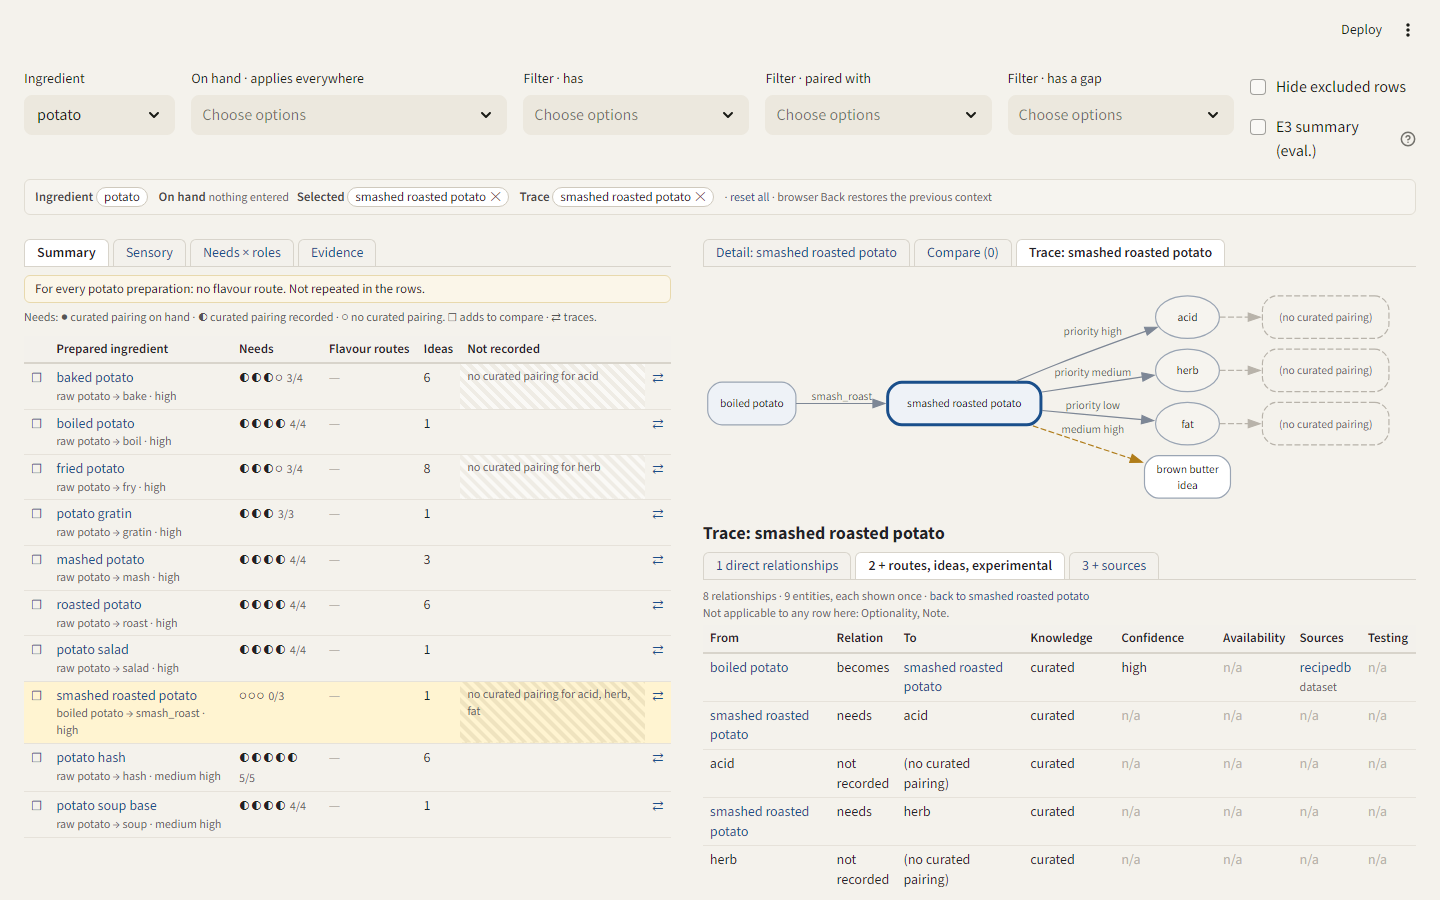 Deploy
Ingredient
On hand · applies everywhere
Filter · has
Filter · paired with
Filter · has a gap
potato
Choose options
Choose options
Choose options
Choose options
Hide excluded rows
E3 summary
(eval.)
Ingredient potato On hand nothing entered Selected smashed roasted potato Trace smashed roasted potato · reset all · browser Back restores the previous context
Summary
Sensory
Needs × roles
Evidence
For every potato preparation: no flavour route. Not repeated in the rows.
Needs: ● curated pairing on hand · ◐ curated pairing recorded · ○ no curated pairing. ❐ adds to compare · ⇄ traces.
Prepared ingredient Needs Flavour routes Ideas Not recorded
❐ baked potato ◐◐◐○ 3/4 — 6 no curated pairing for acid ⇄
raw potato → bake · high
❐ boiled potato ◐◐◐◐ 4/4 — 1 ⇄
raw potato → boil · high
❐ fried potato ◐◐◐○ 3/4 — 8 no curated pairing for herb ⇄
raw potato → fry · high
❐ potato gratin ◐◐◐ 3/3 — 1 ⇄
raw potato → gratin · high
❐ mashed potato ◐◐◐◐ 4/4 — 3 ⇄
raw potato → mash · high
❐ roasted potato ◐◐◐◐ 4/4 — 6 ⇄
raw potato → roast · high
❐ potato salad ◐◐◐◐ 4/4 — 1 ⇄
raw potato → salad · high
❐ smashed roasted potato ○○○ 0/3 — 1 no curated pairing for acid, herb, ⇄
boiled potato → smash_roast · fat
high
❐ potato hash ◐◐◐◐◐ — 6 ⇄
raw potato → hash · medium high 5/5
❐ potato soup base ◐◐◐◐ 4/4 — 1 ⇄
raw potato → soup · medium high
Detail: smashed roasted potato
Compare (0)
Trace: smashed roasted potato
boiled potato
smash_roast
smashed roasted potato
priority high
acid
(no curated pairing)
priority medium
herb
(no curated pairing)
priority low
fat
(no curated pairing)
medium high
brown butter
idea
Trace: smashed roasted potato
1 direct relationships
2 + routes, ideas, experimental
3 + sources
8 relationships · 9 entities, each shown once · back to smashed roasted potato
Not applicable to any row here: Optionality, Note.
From Relation To Knowledge Confidence Availability Sources Testing
boiled potato becomes smashed roasted curated high n/a recipedb n/a
potato dataset
smashed roasted needs acid curated n/a n/a n/a n/a
potato
acid not (no curated curated n/a n/a n/a n/a
recorded pairing)
smashed roasted needs herb curated n/a n/a n/a n/a
potato
herb not (no curated curated n/a n/a n/a n/a
recorded pairing)